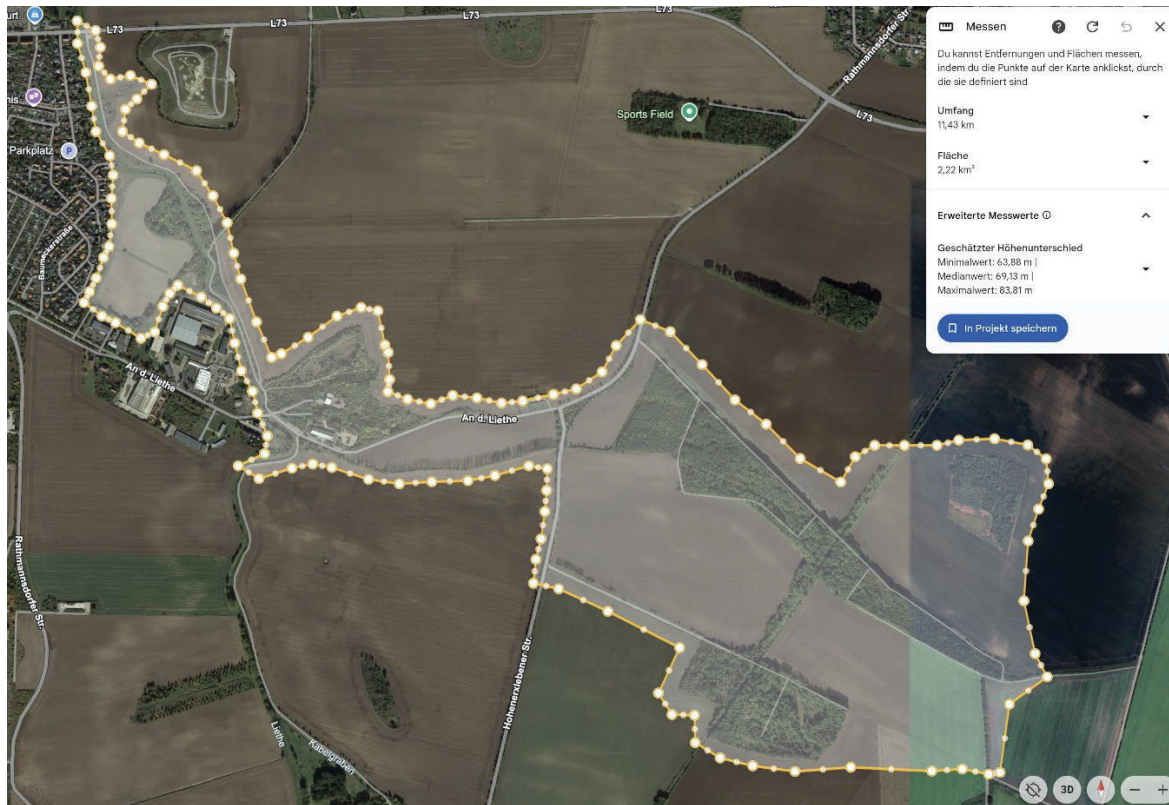 urt
L73
L73
Rathmannsdorfer Str.
nis
Sports Field
L73
Parkplatz
P
Baumeckerstraße
An d. Liethe
An d. Liethe
Rathmannsdorfer Str.
Hohenerxlebener Str.
Liethe
Kabelgraben
Messen
Du kannst Entfernungen und Flächen messen,
indem du die Punkte auf der Karte anklickst, durch
die sie definiert sind
Umfang
11,43 km
Fläche
2,22 km²
Erweiterte Messwerte
Geschätzter Höhenunterschied
Minimalwert: 63,88 m |
Medianwert: 69,13 m |
Maximalwert: 83,81 m
In Projekt speichern
3D